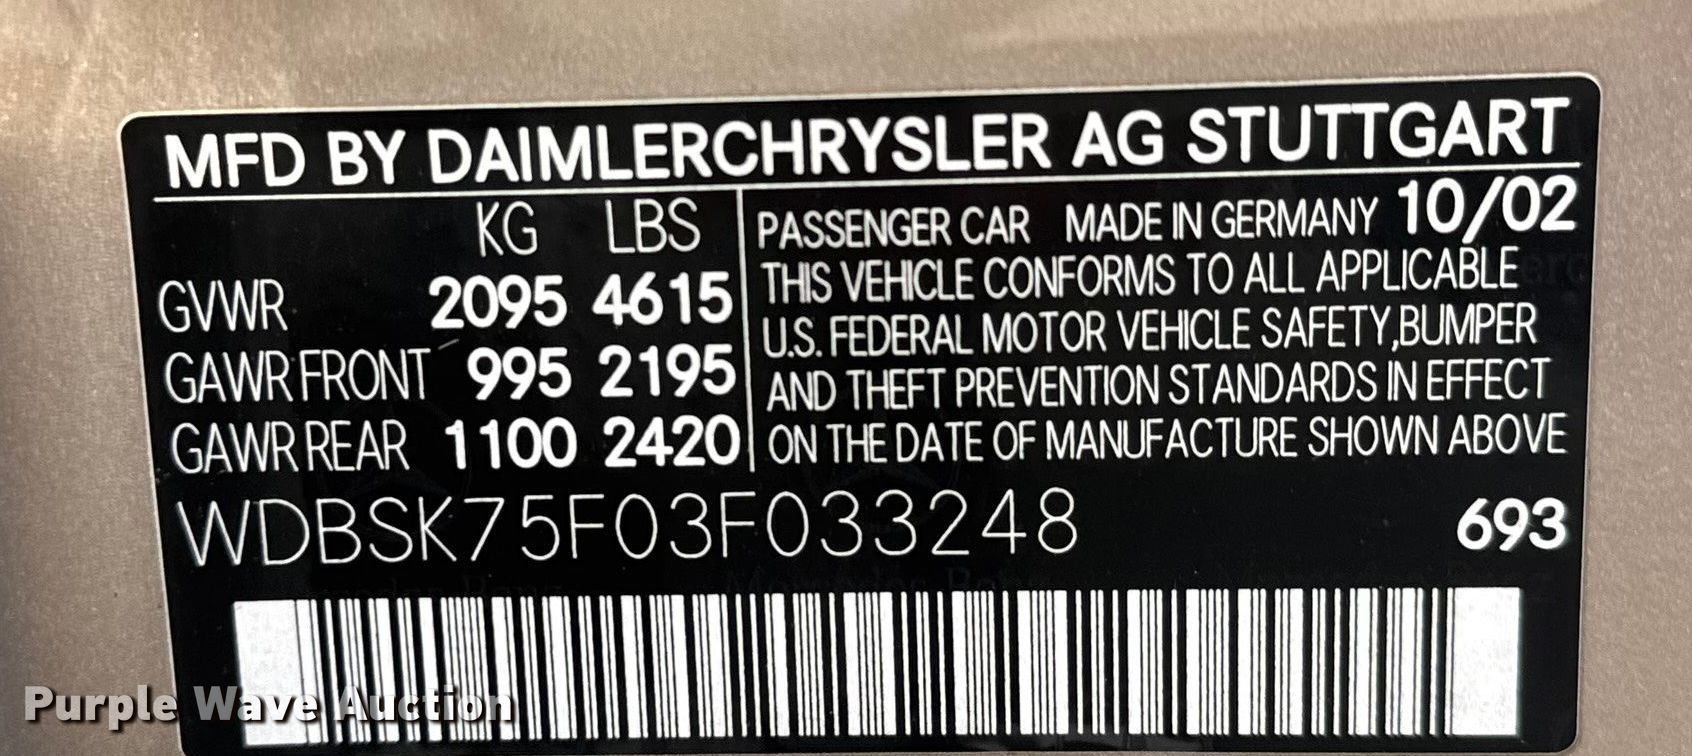 MFD BY DAIMLERCHRYSLER AG STUTTGART
KG LBS
GVWR 2095 4615
GAWR FRONT 995 2195
GAWR REAR 1100 2420
PASSENGER CAR MADE IN GERMANY 10/02
THIS VEHICLE CONFORMS TO ALL APPLICABLE
U.S. FEDERAL MOTOR VEHICLE SAFETY,BUMPER
AND THEFT PREVENTION STANDARDS IN EFFECT
ON THE DATE OF MANUFACTURE SHOWN ABOVE
WDBSK75F03F033248
693
Purple Wave Auction